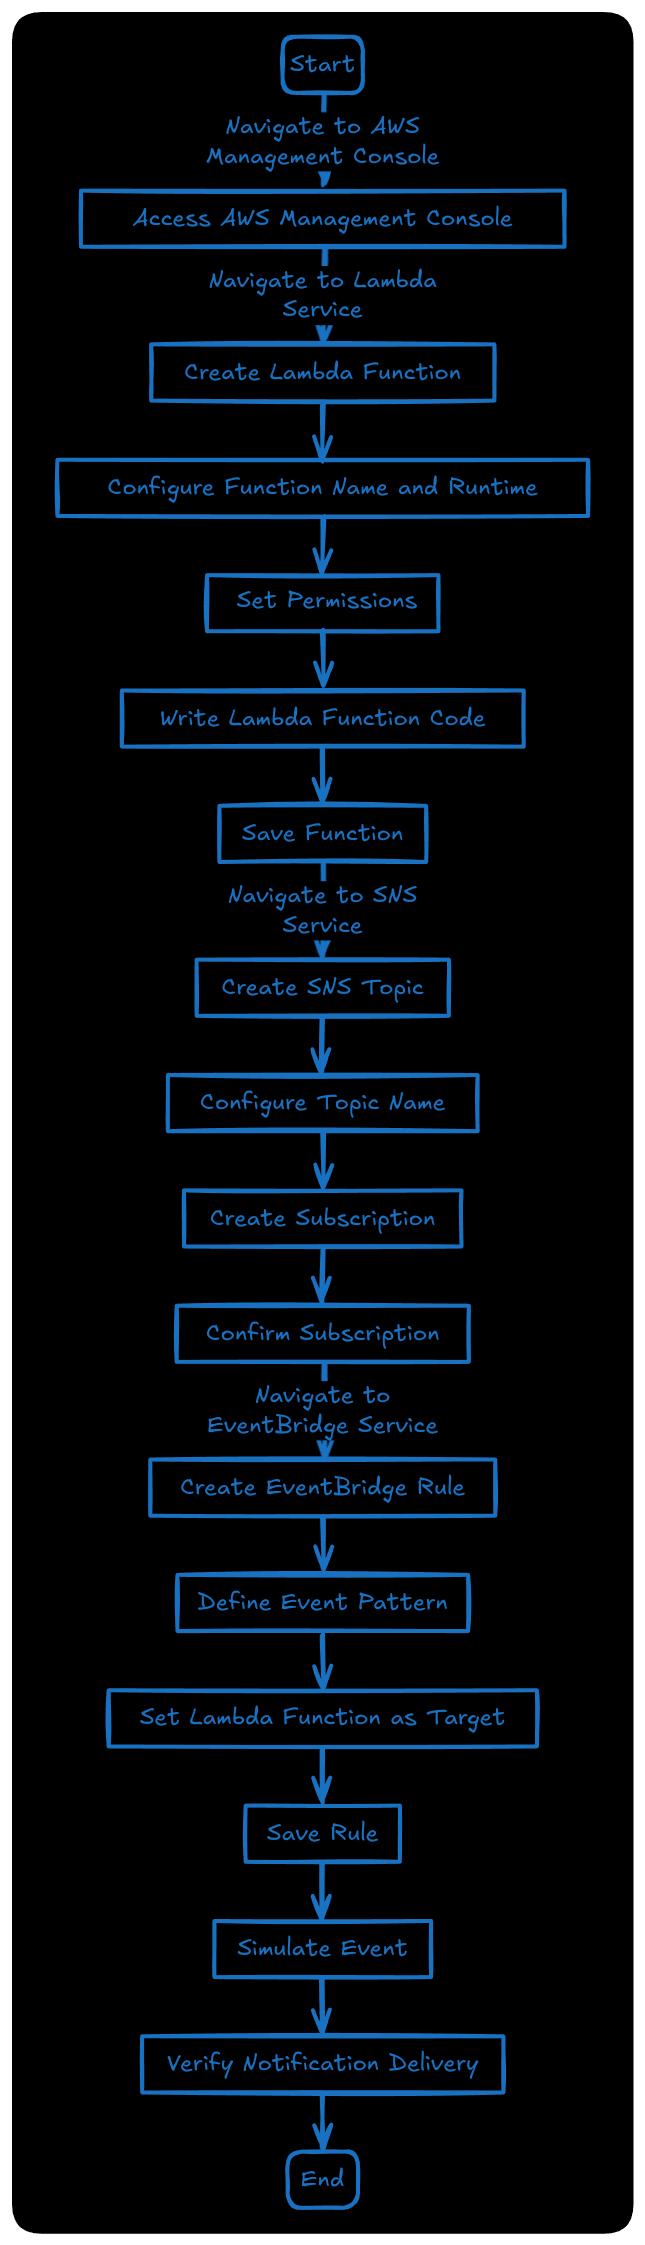 Start
Navigate to AWS
Management Console
Access AWS Management Console
Navigate to Lambda
Service
Create Lambda Function
Configure Function Name and Runtime
Set Permissions
Write Lambda Function Code
Save Function
Navigate to SNS
Service
Create SNS Topic
Configure Topic Name
Create Subscription
Confirm Subscription
Navigate to
EventBridge Service
Create EventBridge Rule
Define Event Pattern
Set Lambda Function as Target
Save Rule
Simulate Event
Verify Notification Delivery
End